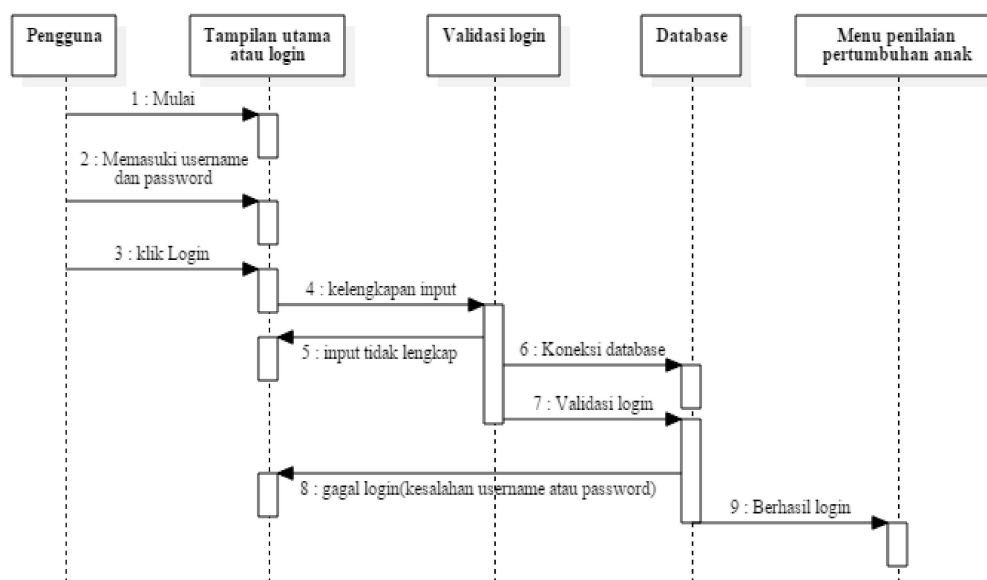 Pengguna
Tampilan utama
atau login
Validasi login
Database
Menu penilaian
pertumbuhan anak
1 : Mulai
2 : Memasuki username
dan password
3 : klik Login
4 : kelengkapan input
5 : input tidak lengkap
6 : Koneksi database
7 : Validasi login
8 : gagal login(kesalahan username atau password)
9 : Berhasil login